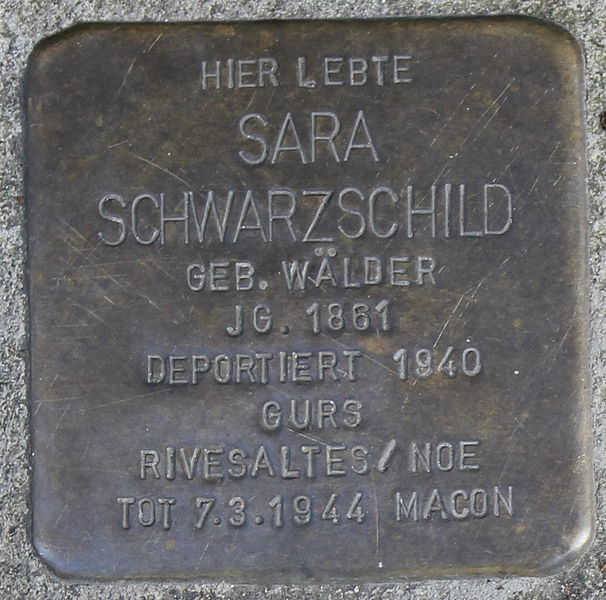 HIER LEBTE
SARA
SCHWARZSCHILD
GEB. WÄLDER
JG. 1861
DEPORTIERT 1940
GURS
RIVESALTES/NOE
TOT 7.3.1944 MACON